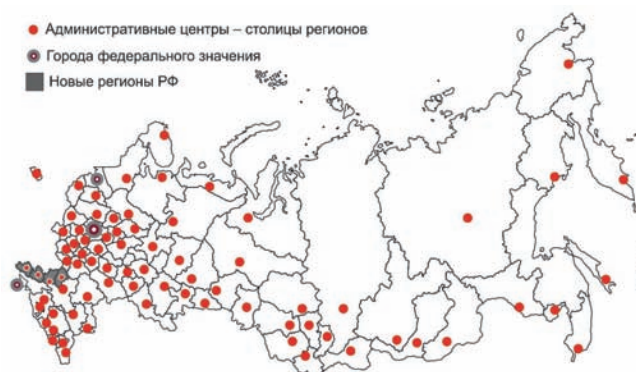 Административные центры – столицы регионов
Города федерального значения
Новые регионы РФ